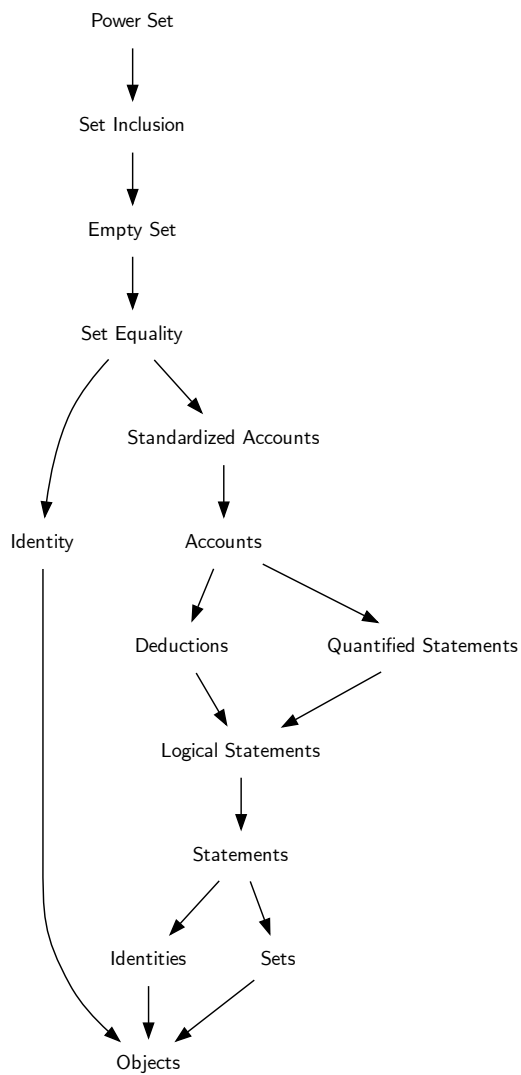 Power Set
Set Inclusion
Empty Set
Set Equality
Standardized Accounts
Identity
Accounts
Deductions
Quantified Statements
Logical Statements
Statements
Identities
Sets
Objects